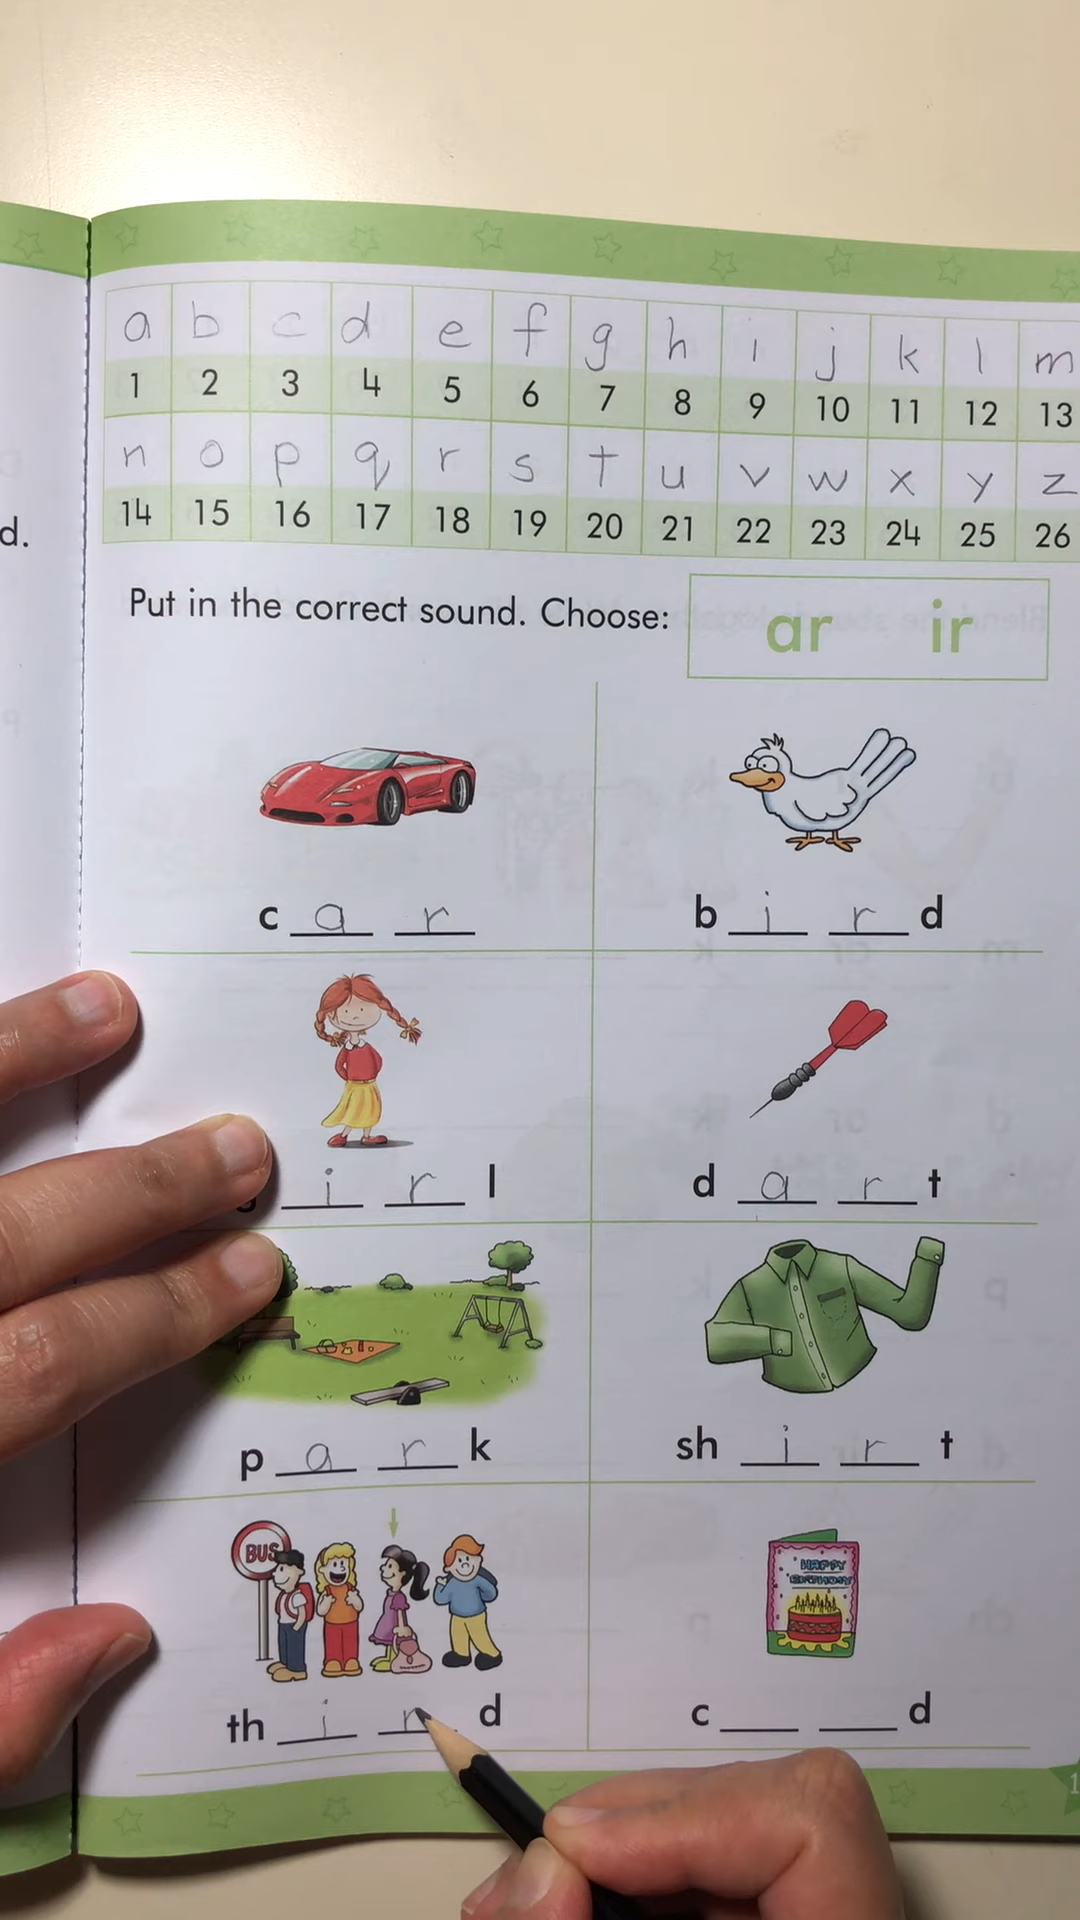 a b c d e f g h i j k l m
1 2 3 4 5 6 7 8 9 10 11 12 13
n o p q r s t u v w x y z
14 15 16 17 18 19 20 21 22 23 24 25 26
d.
Put in the correct sound. Choose: ar ir
c a r
b i r d
i r l
d a r t
p a r k
sh i r t
BUS
HAPPY
BIRTHDAY
th i r d
c __ __ d